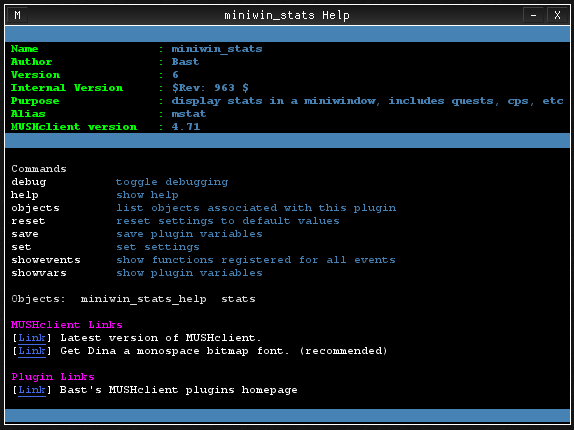 M miniwin_stats Help - X
Name : miniwin_stats
Author : Bast
Version : 6
Internal Version : $Rev: 963 $
Purpose : display stats in a miniwindow, includes quests, cps, etc
Alias : mstat
MUSHclient version : 4.71
Commands
debug toggle debugging
help show help
objects list objects associated with this plugin
reset reset settings to default values
save save plugin variables
set set settings
showevents show functions registered for all events
showvars show plugin variables
Objects: miniwin_stats_help stats
MUSHclient Links
[Link] Latest version of MUSHclient.
[Link] Get Dina a monospace bitmap font. (recommended)
Plugin Links
[Link] Bast's MUSHclient plugins homepage